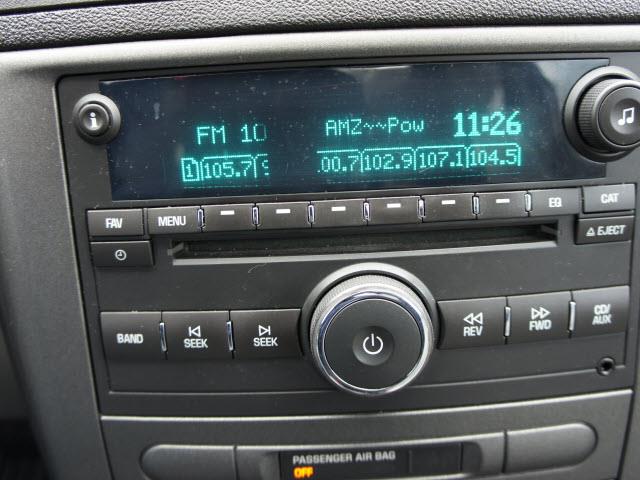 i
FM 10 AMZ~~Pow 11:26
1 105.7 00.7 102.9 107.1 104.5
FAV MENU EQ CAT
EJECT
BAND SEEK SEEK REV FWD CD/
AUX
PASSENGER AIR BAG
OFF